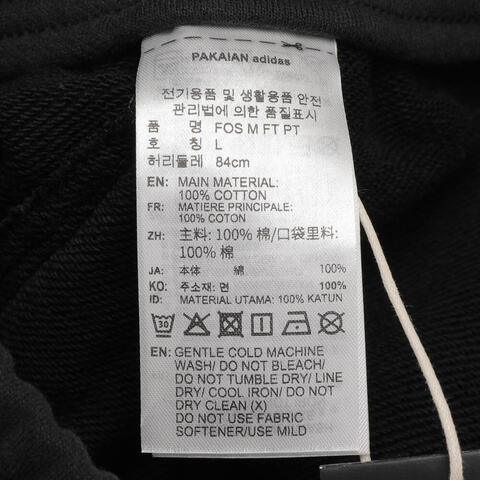 PAKAIAN adidas
전기용품 및 생활용품 안전
관리법에 의한 품질표시
품 명 FOS M FT PT
호 칭 L
허리둘레 84cm
EN: MAIN MATERIAL:
100% COTTON
FR: MATIERE PRINCIPALE:
100% COTON
ZH: 主料: 100% 棉/口袋里料:
100% 棉
JA: 本体 綿 100%
KO: 주소재: 면 100%
ID: MATERIAL UTAMA: 100% KATUN
30
EN: GENTLE COLD MACHINE
WASH/ DO NOT BLEACH/
DO NOT TUMBLE DRY/ LINE
DRY/ COOL IRON/ DO NOT
DRY CLEAN (X)
DO NOT USE FABRIC
SOFTENER/USE MILD